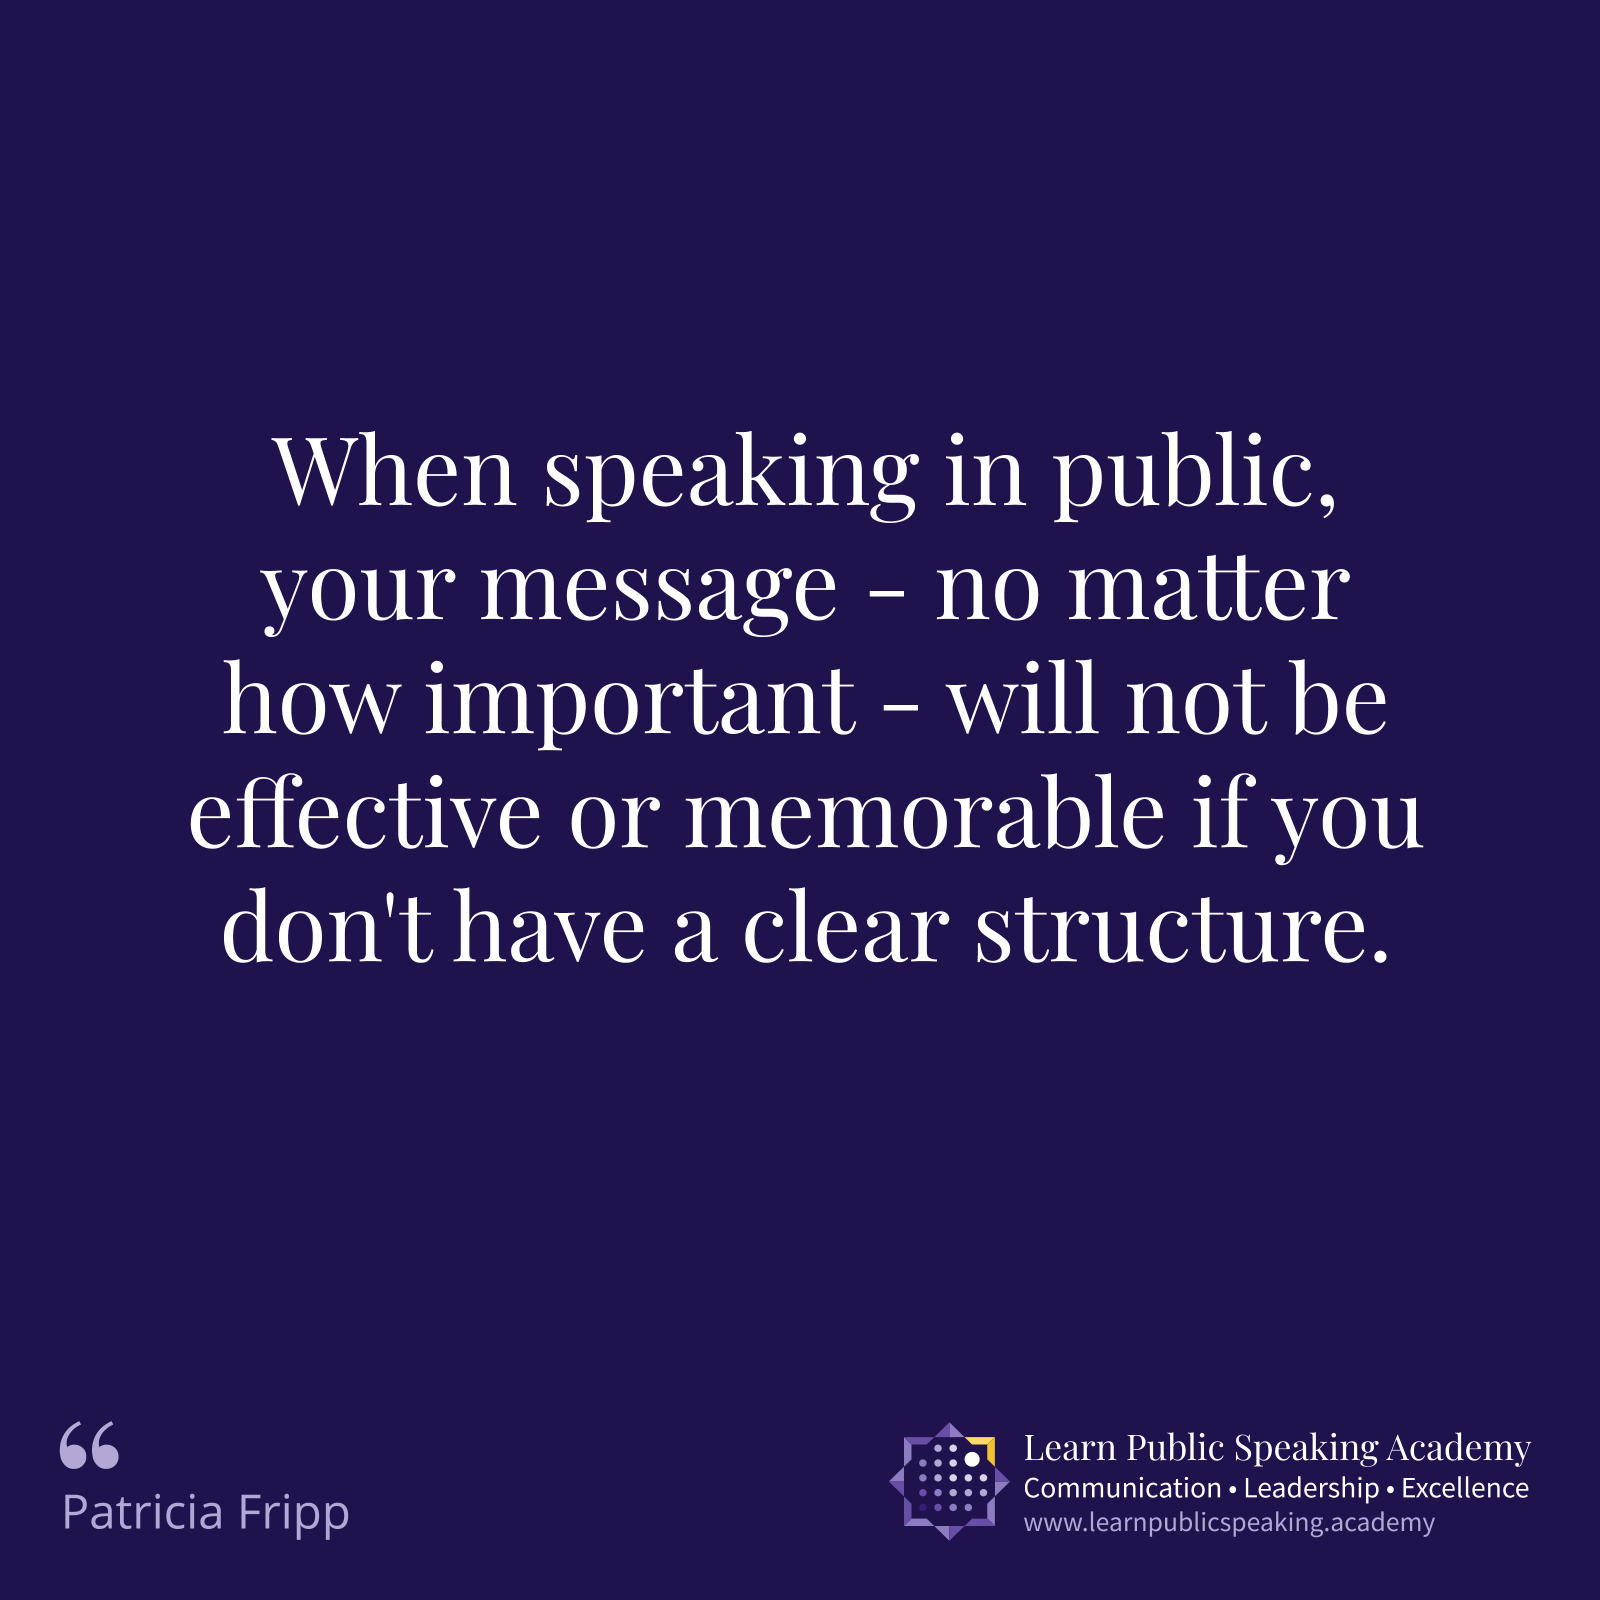 When speaking in public,
your message - no matter
how important - will not be
effective or memorable if you
don't have a clear structure.
“
Patricia Fripp
Learn Public Speaking Academy
Communication • Leadership • Excellence
www.learnpublicspeaking.academy